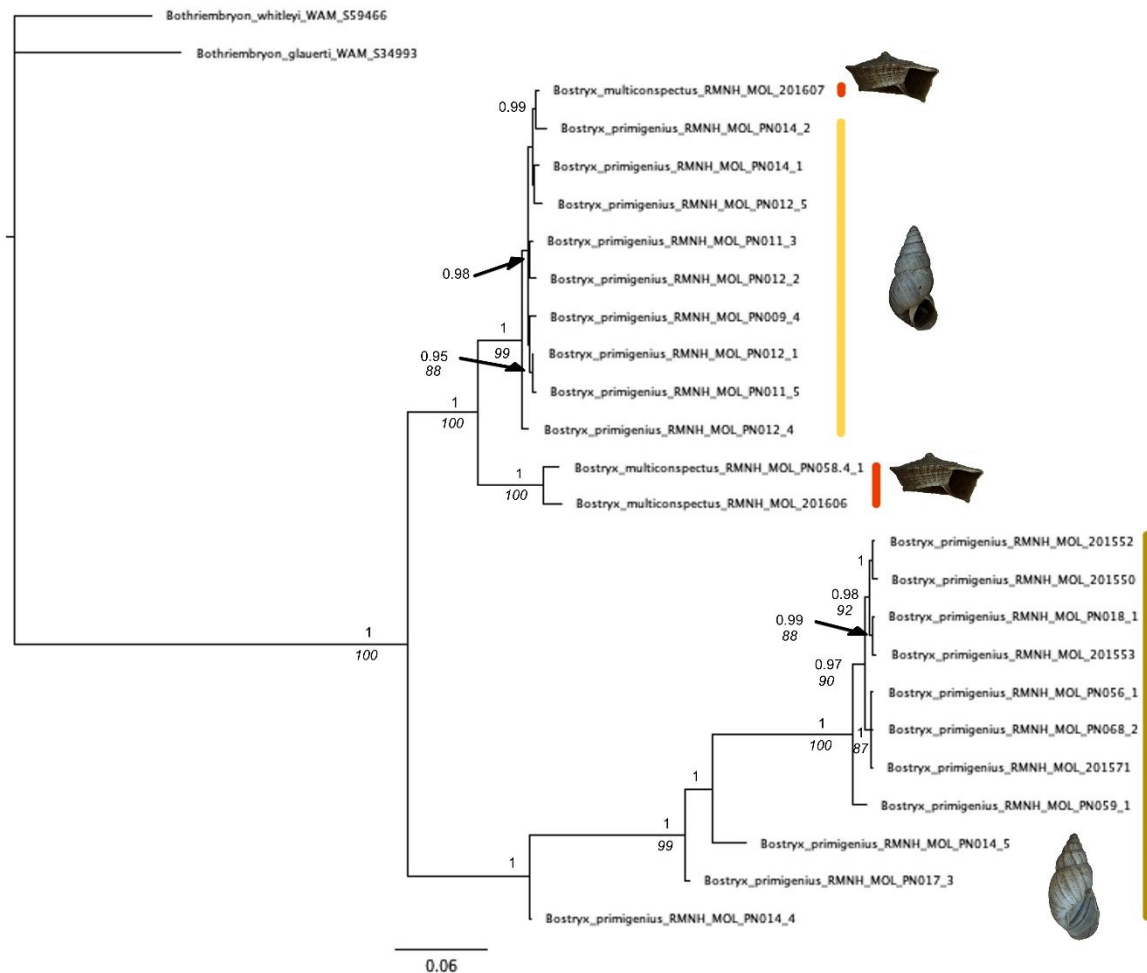 Bothriembryon_whitleyi_WAM_S59466
Bothriembryon_glauerti_WAM_S34993
Bostryx_multiconspectus_RMNH_MOL_201607
0.99
Bostryx_primigenius_RMNH_MOL_PN014_2
Bostryx_primigenius_RMNH_MOL_PN014_1
Bostryx_primigenius_RMNH_MOL_PN012_5
Bostryx_primigenius_RMNH_MOL_PN011_3
0.98
Bostryx_primigenius_RMNH_MOL_PN012_2
Bostryx_primigenius_RMNH_MOL_PN009_4
1
99
0.95
88
Bostryx_primigenius_RMNH_MOL_PN012_1
Bostryx_primigenius_RMNH_MOL_PN011_5
1
100
Bostryx_primigenius_RMNH_MOL_PN012_4
Bostryx_multiconspectus_RMNH_MOL_PN058.4_1
1
100
Bostryx_multiconspectus_RMNH_MOL_201606
Bostryx_primigenius_RMNH_MOL_201552
1
Bostryx_primigenius_RMNH_MOL_201550
0.98
92
Bostryx_primigenius_RMNH_MOL_PN018_1
0.99
88
1
100
Bostryx_primigenius_RMNH_MOL_201553
0.97
90
Bostryx_primigenius_RMNH_MOL_PN056_1
1
100
1
87
Bostryx_primigenius_RMNH_MOL_PN068_2
Bostryx_primigenius_RMNH_MOL_201571
1
Bostryx_primigenius_RMNH_MOL_PN059_1
1
99
Bostryx_primigenius_RMNH_MOL_PN014_5
1
Bostryx_primigenius_RMNH_MOL_PN017_3
Bostryx_primigenius_RMNH_MOL_PN014_4
0.06